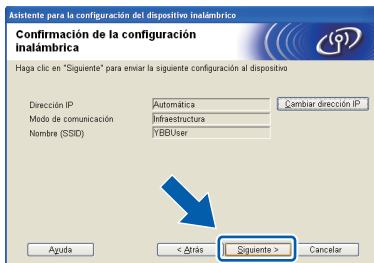 Asistente para la configuración del dispositivo inalámbrico
Confirmación de la configuración
inalámbrica
Haga clic en "Siguiente" para enviar la siguiente configuración al dispositivo
Dirección IP
Automática
Cambiar dirección IP
Modo de comunicación
Infraestructura
Nombre (SSID)
YBBUser
Ayuda
< Atrás
Siguiente >
Cancelar